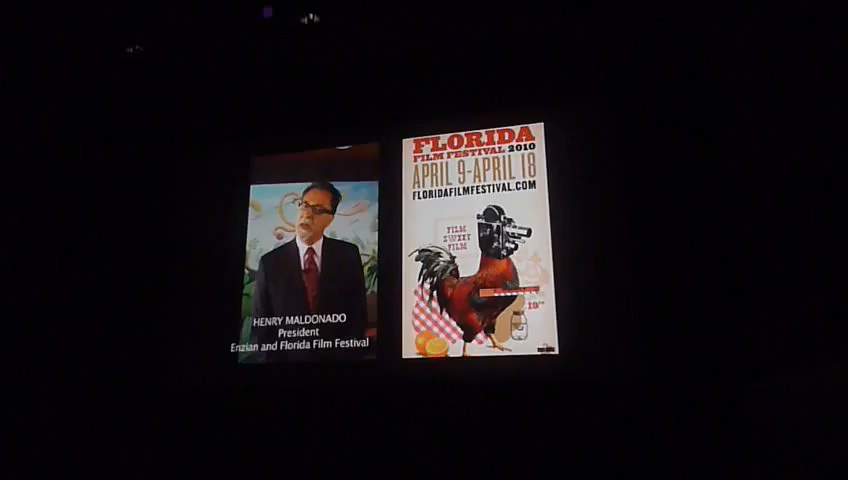 HENRY MALDONADO
President
Enzian and Florida Film Festival
FLORIDA
FILM FESTIVAL 2010
APRIL 9-APRIL 18
FLORIDAFILMFESTIVAL.COM
FILM
SWEET
FILM
19TH